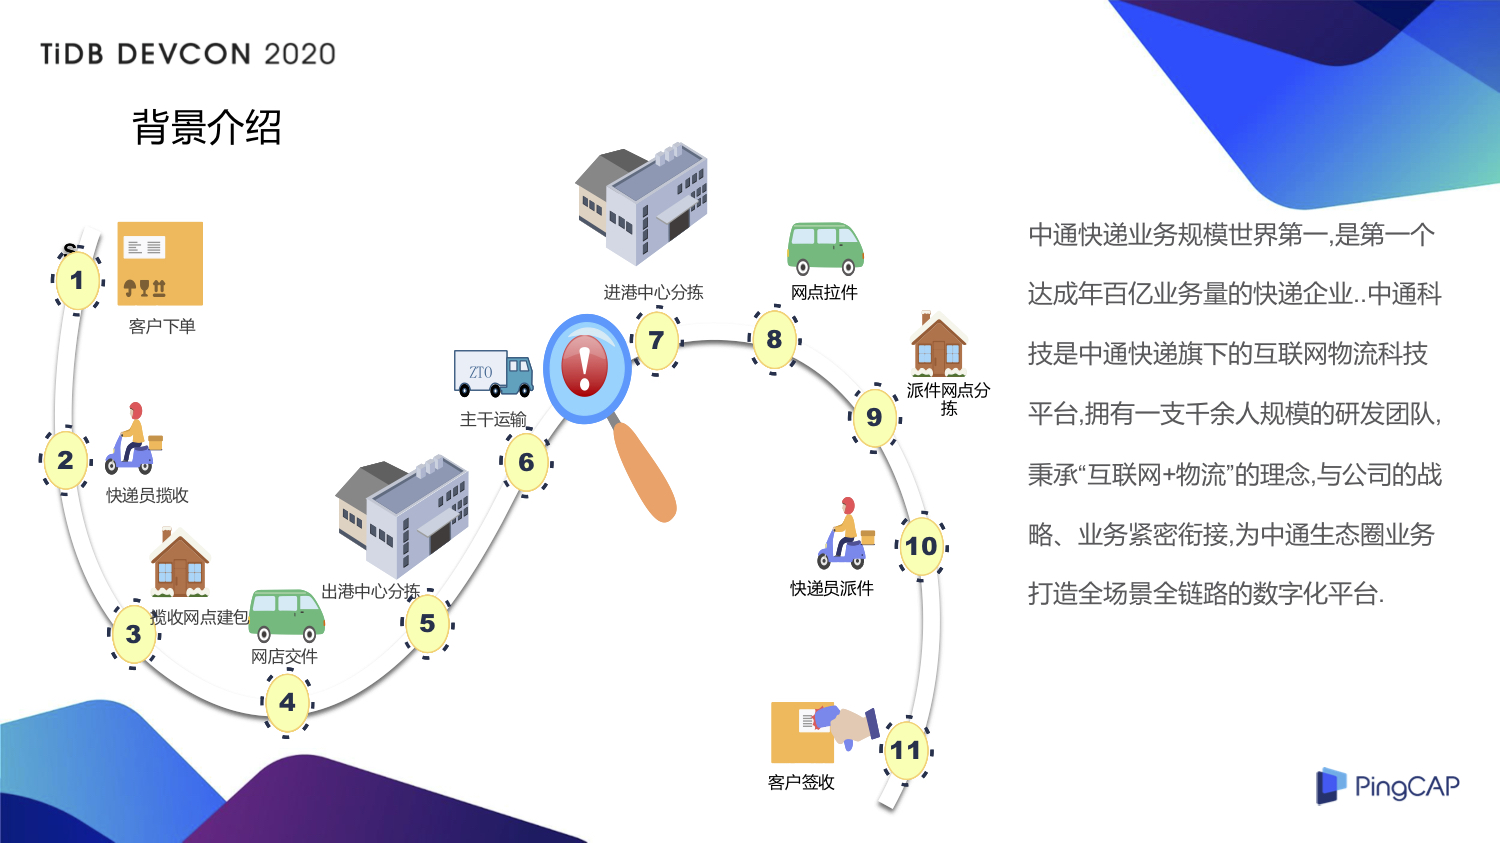 TiDB DEVCON 2020
背景介绍
S
1
客户下单
2
快递员揽收
3
揽收网点建包
4
网店交件
5
出港中心分拣
6
ZTO
主干运输
7
进港中心分拣
8
网点拉件
9
派件网点分
拣
10
快递员派件
11
客户签收
中通快递业务规模世界第一,是第一个
达成年百亿业务量的快递企业..中通科
技是中通快递旗下的互联网物流科技
平台,拥有一支千余人规模的研发团队,
秉承“互联网+物流”的理念,与公司的战
略、业务紧密衔接,为中通生态圈业务
打造全场景全链路的数字化平台.
PingCAP